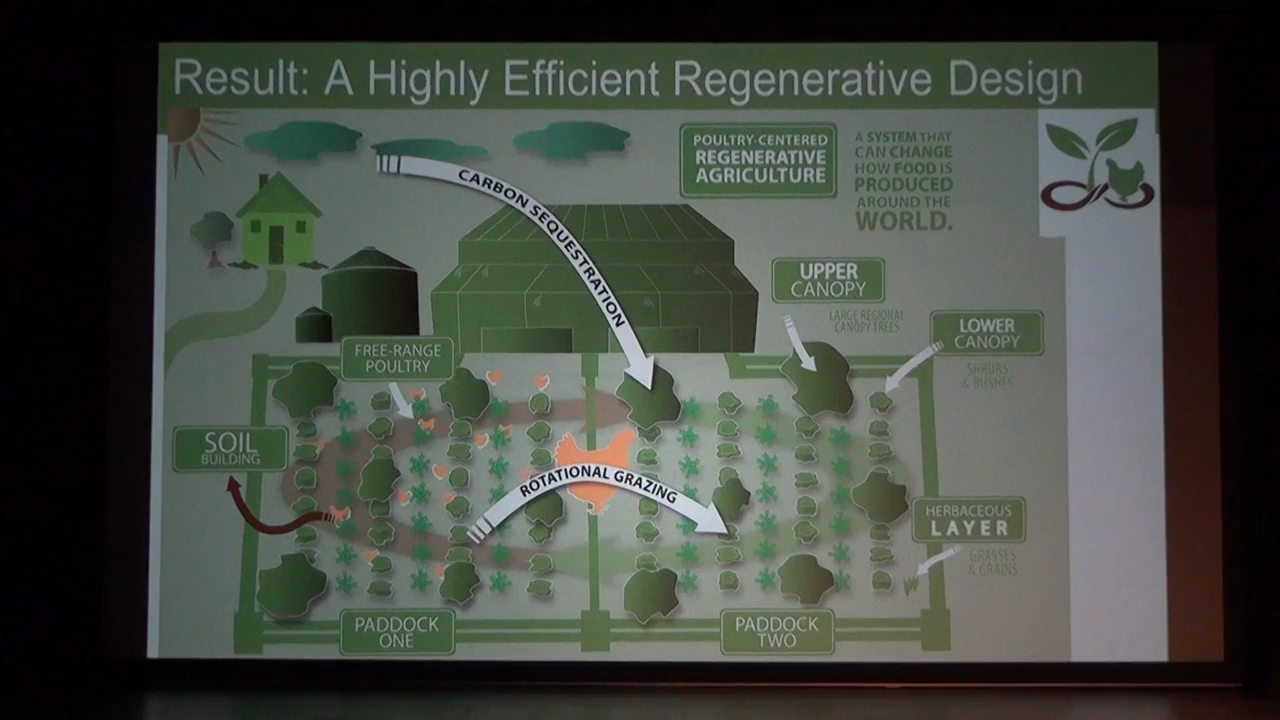 Result: A Highly Efficient Regenerative Design
POULTRY-CENTERED
REGENERATIVE
AGRICULTURE
A SYSTEM THAT
CAN CHANGE
HOW FOOD IS
PRODUCED
AROUND THE
WORLD.
CARBON SEQUESTRATION
UPPER
CANOPY
LARGE REGIONAL
CANOPY TREES
LOWER
CANOPY
SHRUBS
& BUSHES
FREE-RANGE
POULTRY
SOIL
BUILDING
ROTATIONAL GRAZING
HERBACEOUS
LAYER
GRASSES
& GRAINS
PADDOCK
ONE
PADDOCK
TWO